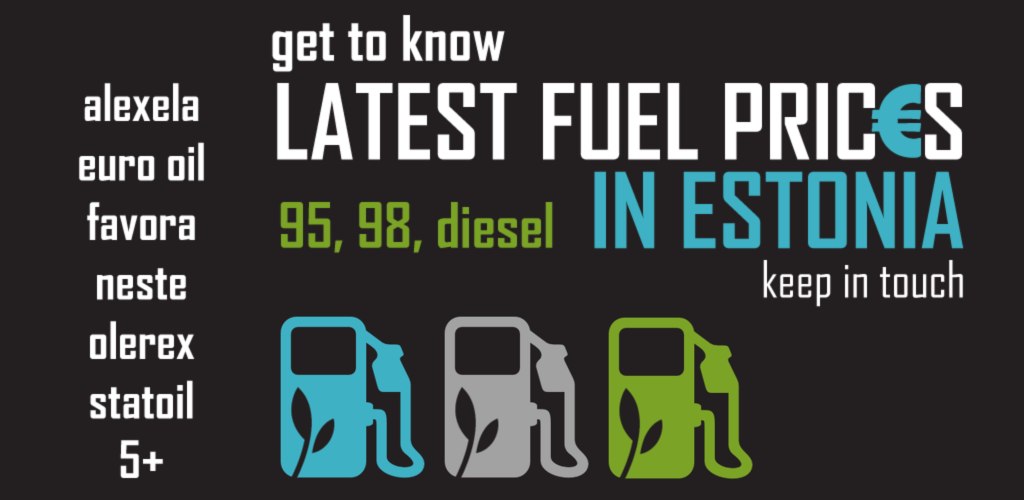 get to know
LATEST FUEL PRIC€S
IN ESTONIA
95, 98, diesel
keep in touch
alexela
euro oil
favora
neste
olerex
statoil
5+